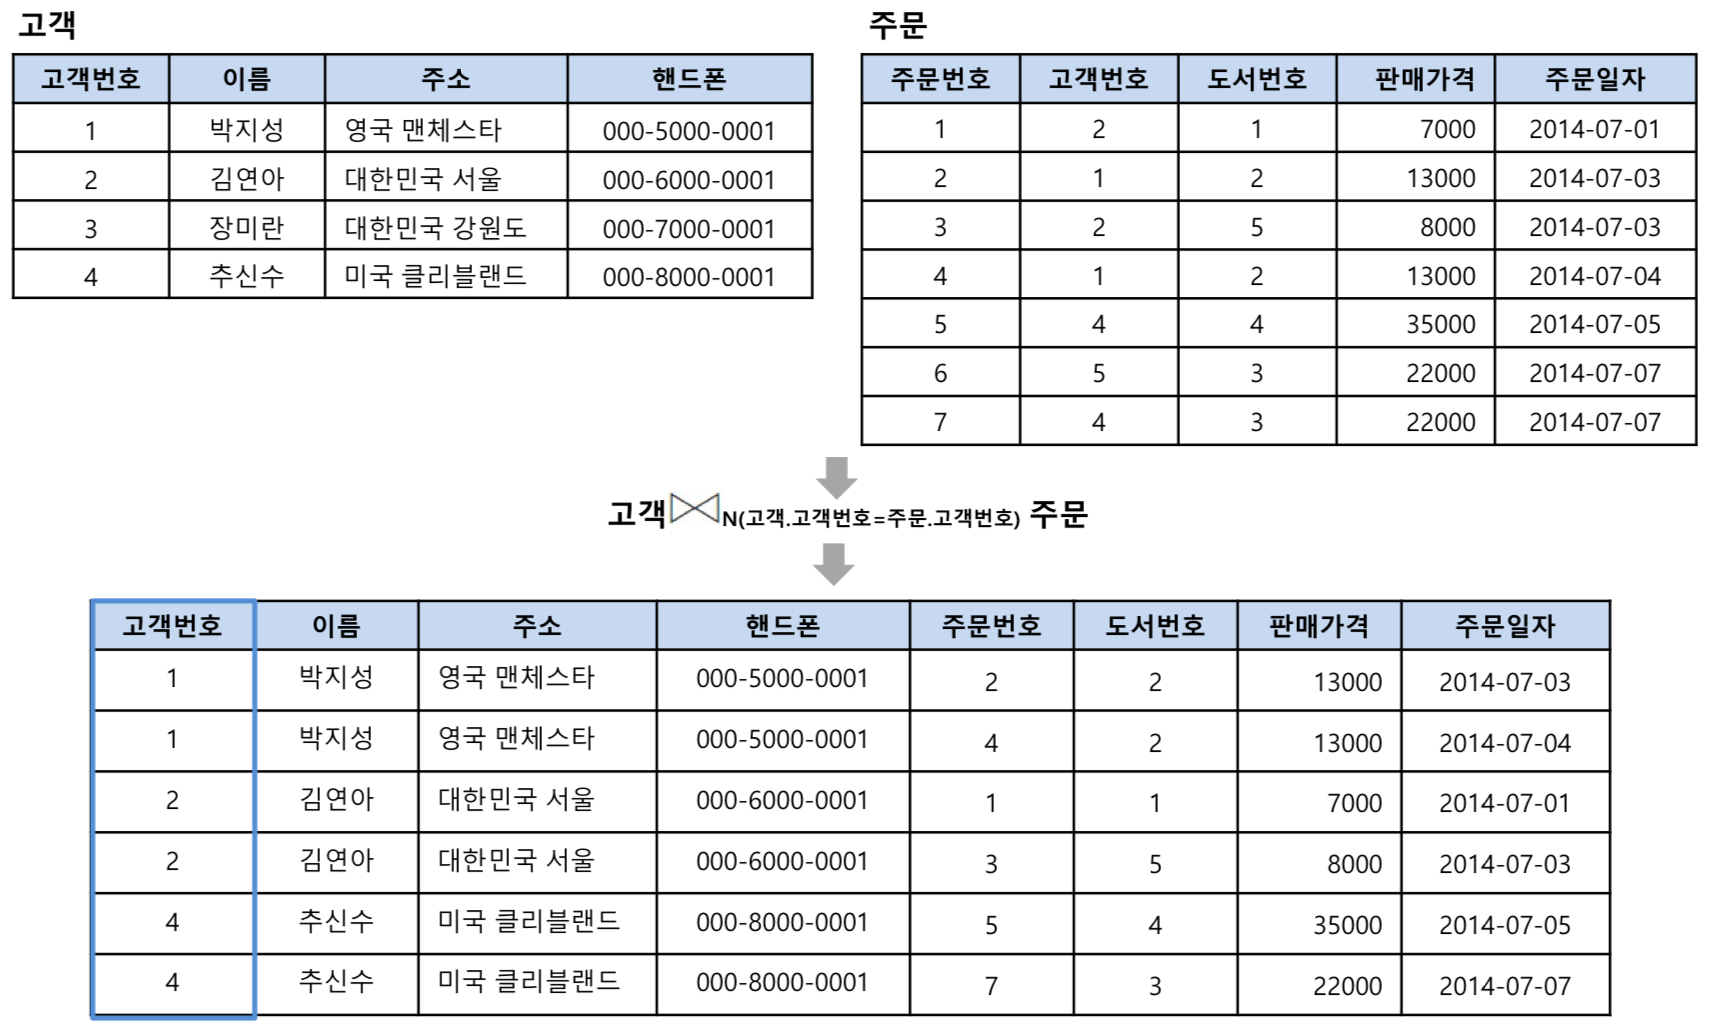 고객
고객번호 이름 주소 핸드폰
1 박지성 영국 맨체스타 000-5000-0001
2 김연아 대한민국 서울 000-6000-0001
3 장미란 대한민국 강원도 000-7000-0001
4 추신수 미국 클리블랜드 000-8000-0001
주문
주문번호 고객번호 도서번호 판매가격 주문일자
1 2 1 7000 2014-07-01
2 1 2 13000 2014-07-03
3 2 5 8000 2014-07-03
4 1 2 13000 2014-07-04
5 4 4 35000 2014-07-05
6 5 3 22000 2014-07-07
7 4 3 22000 2014-07-07
고객⋈N(고객.고객번호=주문.고객번호) 주문
고객번호 이름 주소 핸드폰 주문번호 도서번호 판매가격 주문일자
1 박지성 영국 맨체스타 000-5000-0001 2 2 13000 2014-07-03
1 박지성 영국 맨체스타 000-5000-0001 4 2 13000 2014-07-04
2 김연아 대한민국 서울 000-6000-0001 1 1 7000 2014-07-01
2 김연아 대한민국 서울 000-6000-0001 3 5 8000 2014-07-03
4 추신수 미국 클리블랜드 000-8000-0001 5 4 35000 2014-07-05
4 추신수 미국 클리블랜드 000-8000-0001 7 3 22000 2014-07-07